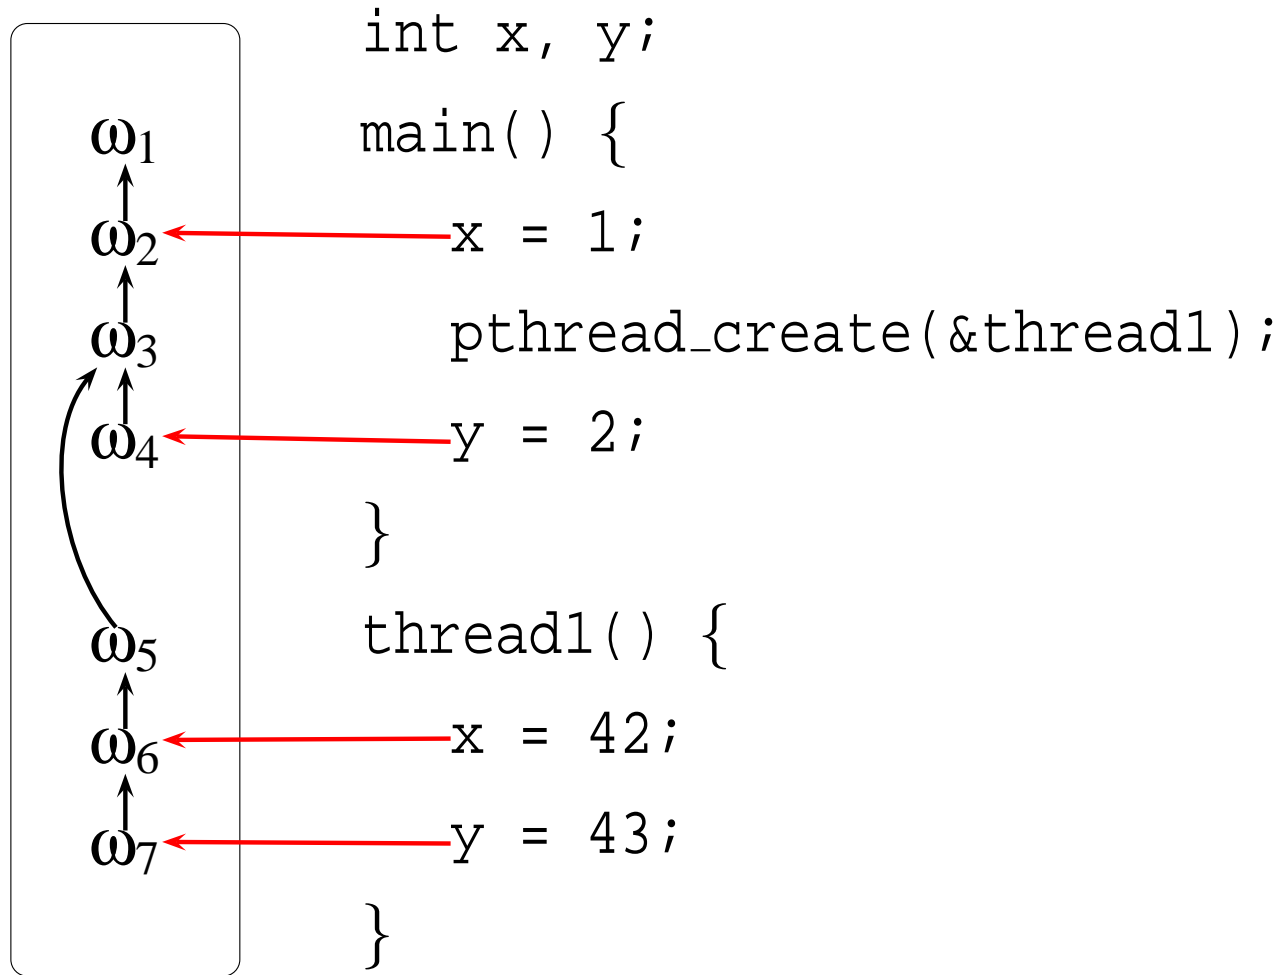 int x, y;
ω1 main() {
ω2 x = 1;
ω3 pthread_create(&thread1);
ω4 y = 2;
}
ω5 thread1() {
ω6 x = 42;
ω7 y = 43;
}